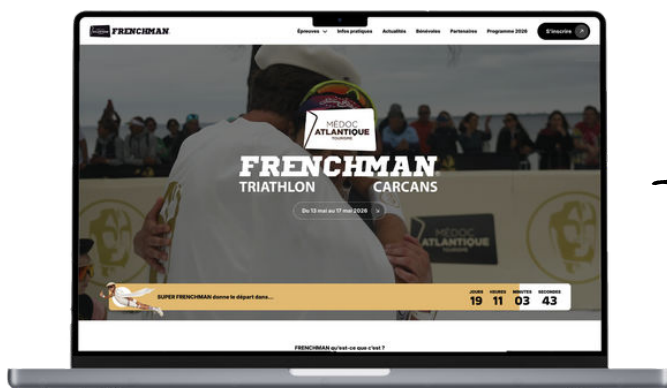 FRENCHMAN
Épreuves Infos pratiques Actualités Bénévoles Partenaires Programme 2026 S'inscrire
MÉDOC
ATLANTIQUE
TOURISME
FRENCHMAN
TRIATHLON CARCANS
Du 13 mai au 17 mai 2026
MÉDOC
ATLANTIQUE
SUPER FRENCHMAN donne le départ dans...
JOURS HEURES MINUTES SECONDES
19 11 03 43
FRENCHMAN qu'est-ce que c'est ?